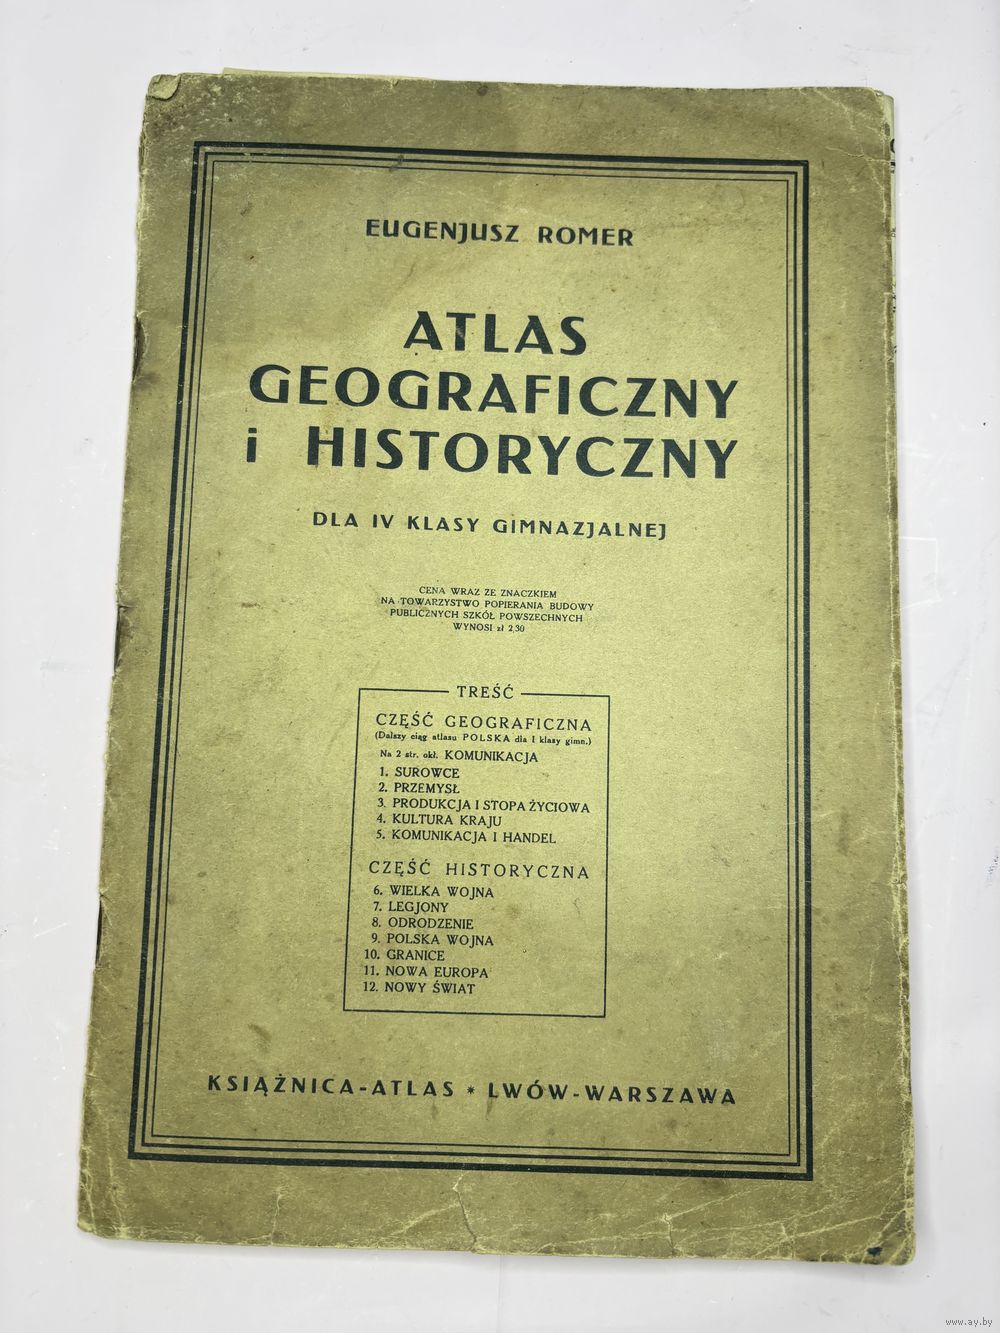 EUGENJUSZ ROMER
ATLAS
GEOGRAFICZNY
i HISTORYCZNY
DLA IV KLASY GIMNAZJALNEJ
CENA WRAZ ZE ZNACZKIEM
NA TOWARZYSTWO POPIERANIA BUDOWY
PUBLICZNYCH SZKÓŁ POWSZECHNYCH
WYNOSI zł 2,30
TREŚĆ
CZĘŚĆ GEOGRAFICZNA
(Dalszy ciąg atlasu POLSKA dla I klasy gimn.)
Na 2 str. okł. KOMUNIKACJA
1. SUROWCE
2. PRZEMYSŁ
3. PRODUKCJA I STOPA ŻYCIOWA
4. KULTURA KRAJU
5. KOMUNIKACJA I HANDEL
CZĘŚĆ HISTORYCZNA
6. WIELKA WOJNA
7. LEGJONY
8. ODRODZENIE
9. POLSKA WOJNA
10. GRANICE
11. NOWA EUROPA
12. NOWY ŚWIAT
KSIĄŻNICA-ATLAS * LWÓW-WARSZAWA
www.ay.by